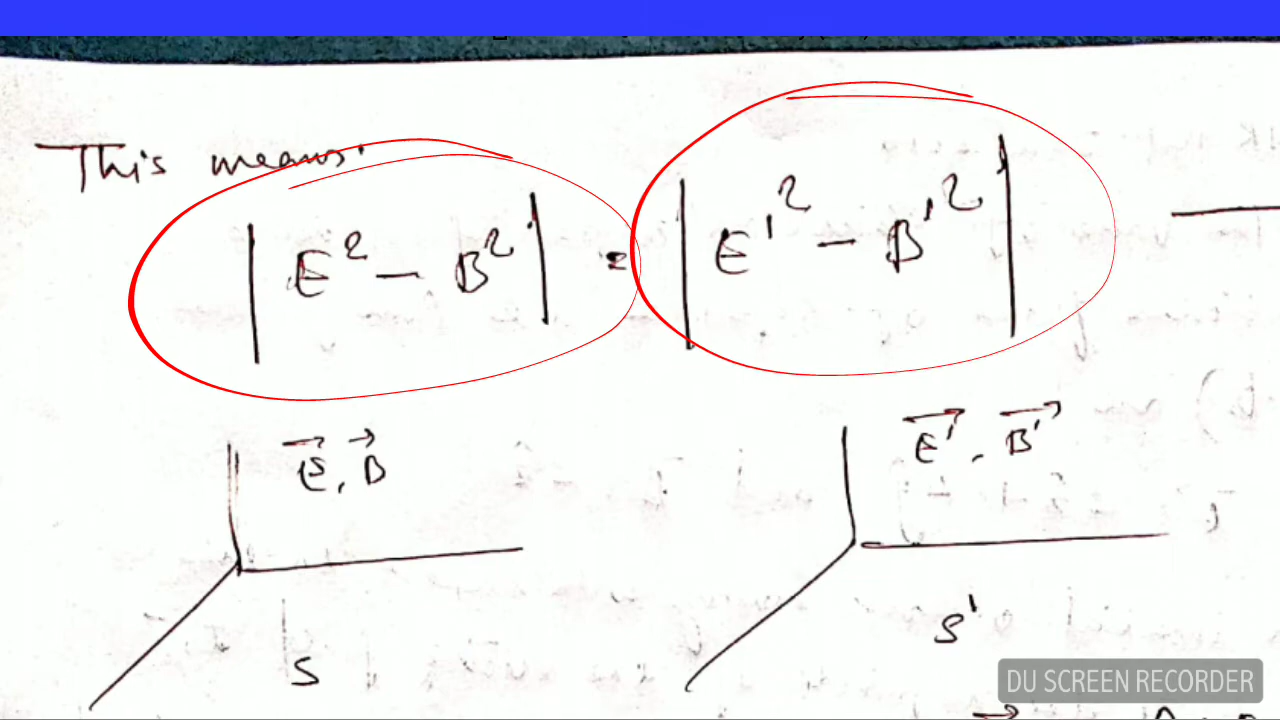 This means:
| E² - B² | = | E'² - B'² |
E⃗, B⃗
E⃗', B⃗'
S
S'
DU SCREEN RECORDER